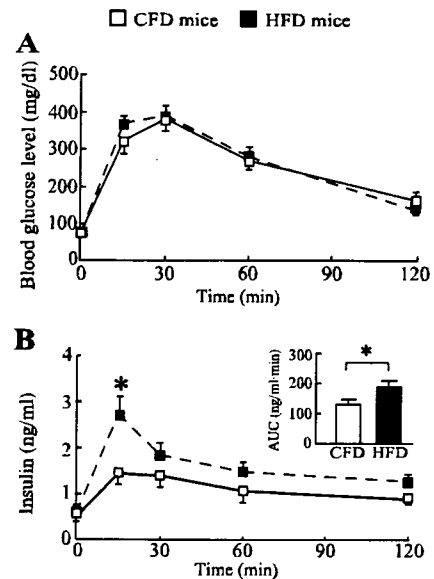 CFD mice HFD mice
A
Blood glucose level (mg/dl)
500
400
300
200
100
0
0 30 60 90 120
Time (min)
B
Insulin (ng/ml)
4
3
2
1
0
*
0 30 60 90 120
Time (min)
AUC (ng/ml·min)
300
200
100
0
*
CFD HFD